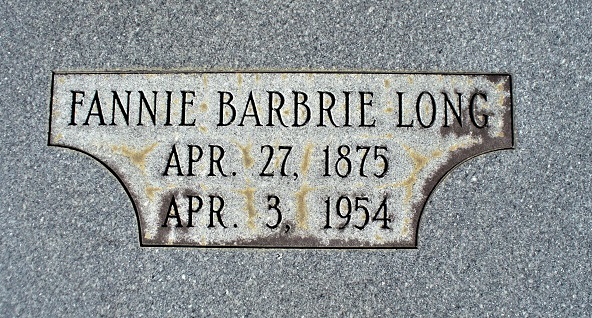 FANNIE BARBRIE LONG
APR. 27, 1875
APR. 3, 1954